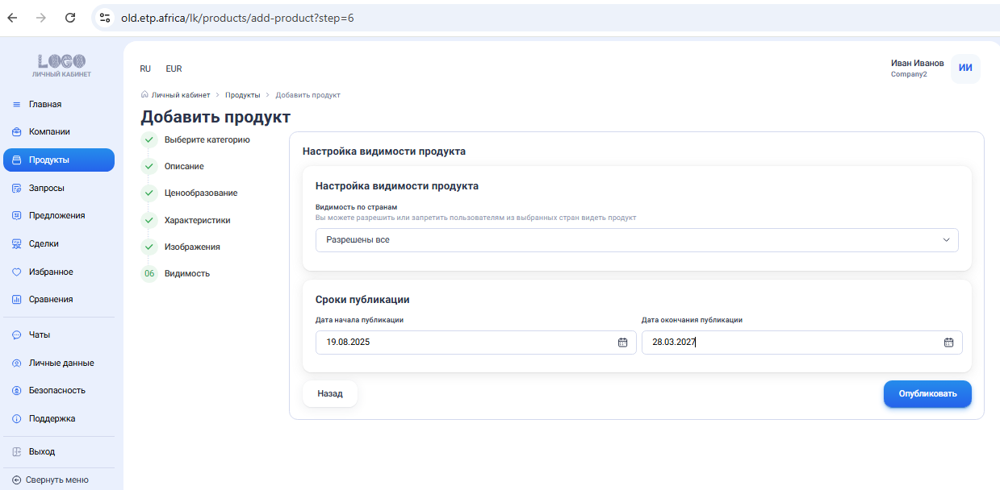 old.etp.africa/lk/products/add-product?step=6
LOGO
ЛИЧНЫЙ КАБИНЕТ
Главная
Компании
Продукты
Запросы
Предложения
Сделки
Избранное
Сравнения
Чаты
Личные данные
Безопасность
Поддержка
Выход
Свернуть меню
RU EUR
Иван Иванов
Company2
ИИ
Личный кабинет > Продукты > Добавить продукт
Добавить продукт
Выберите категорию
Описание
Ценообразование
Характеристики
Изображения
06 Видимость
Настройка видимости продукта
Настройка видимости продукта
Видимость по странам
Вы можете разрешить или запретить пользователям из выбранных стран видеть продукт
Разрешены все
Сроки публикации
Дата начала публикации Дата окончания публикации
19.08.2025 28.03.2027
Назад Опубликовать